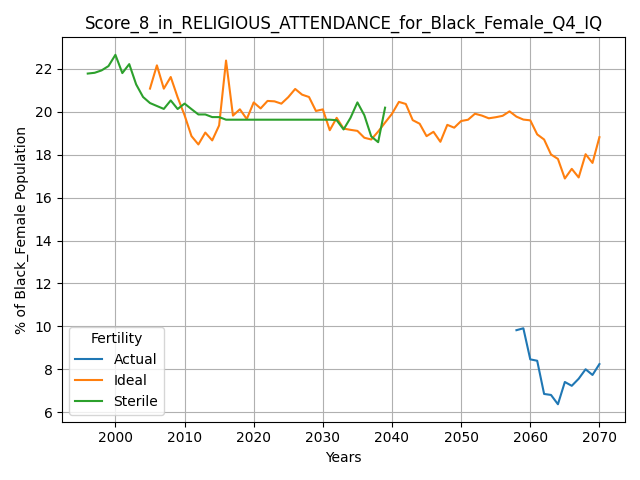 Score_8_in_RELIGIOUS_ATTENDANCE_for_Black_Female_Q4_IQ
% of Black_Female Population
22
20
18
16
14
12
10
8
6
Fertility
Actual
Ideal
Sterile
2000 2010 2020 2030 2040 2050 2060 2070
Years